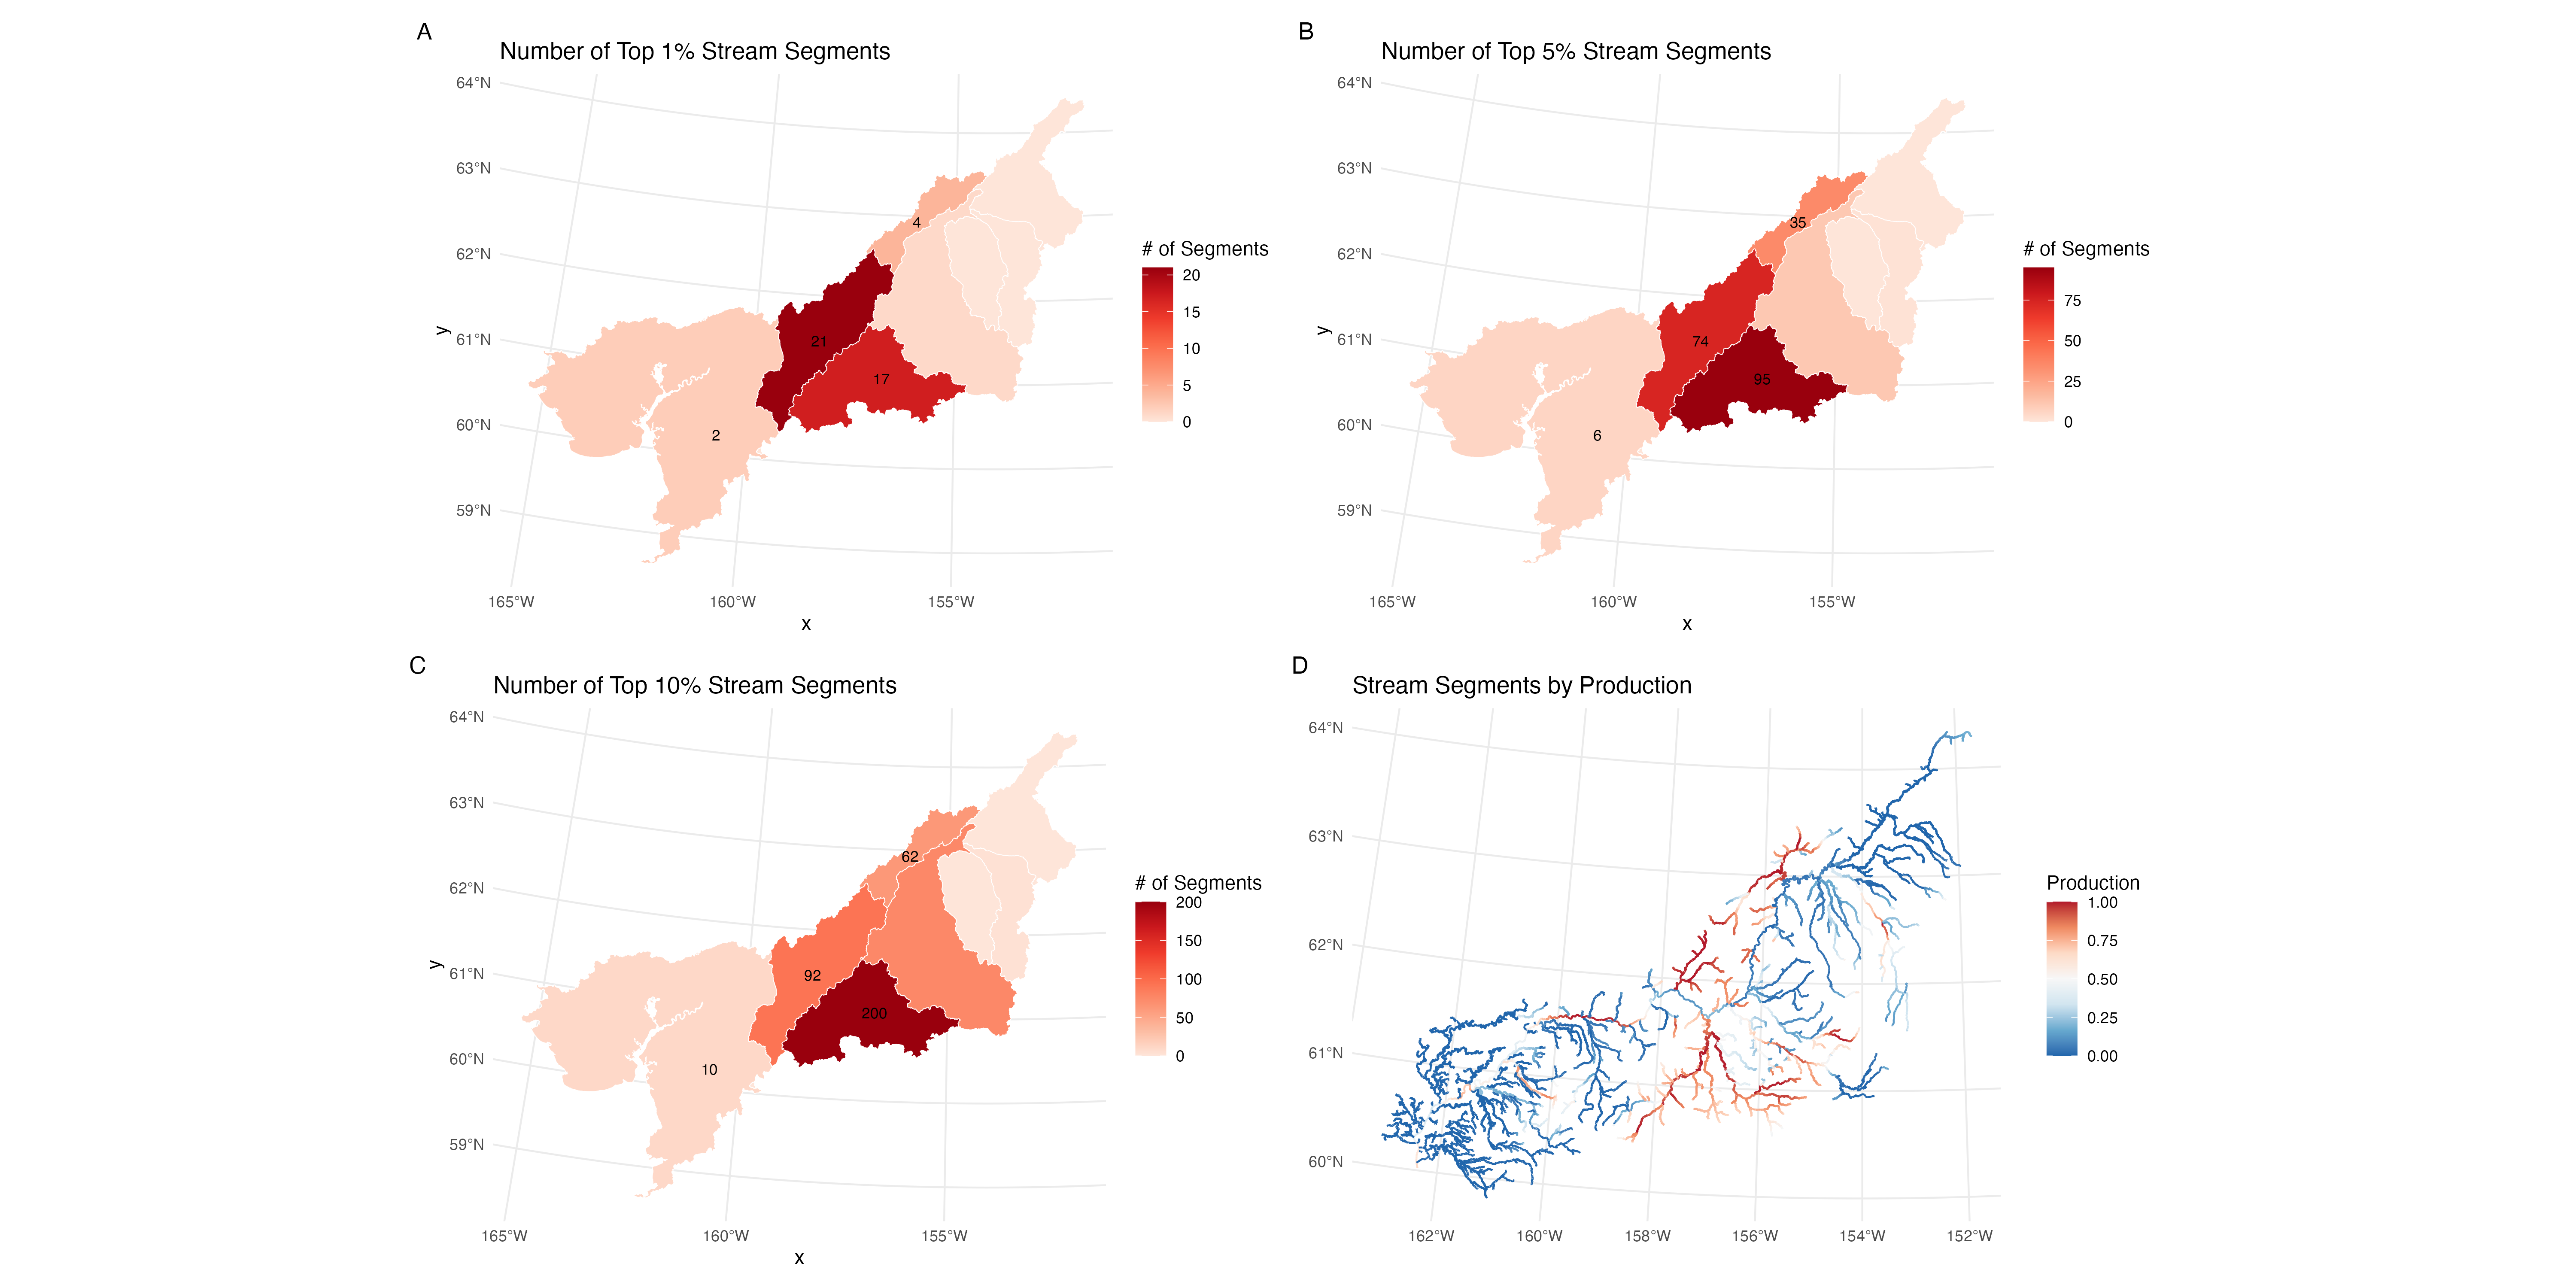 A
Number of Top 1% Stream Segments
64°N
63°N
62°N
61°N
60°N
59°N
y
4
21
17
2
165°W
160°W
155°W
x
# of Segments
20
15
10
5
0
B
Number of Top 5% Stream Segments
64°N
63°N
62°N
61°N
60°N
59°N
y
35
74
95
6
165°W
160°W
155°W
x
# of Segments
75
50
25
0
C
Number of Top 10% Stream Segments
64°N
63°N
62°N
61°N
60°N
59°N
y
62
92
200
10
165°W
160°W
155°W
x
# of Segments
200
150
100
50
0
D
Stream Segments by Production
64°N
63°N
62°N
61°N
60°N
162°W
160°W
158°W
156°W
154°W
152°W
Production
1.00
0.75
0.50
0.25
0.00